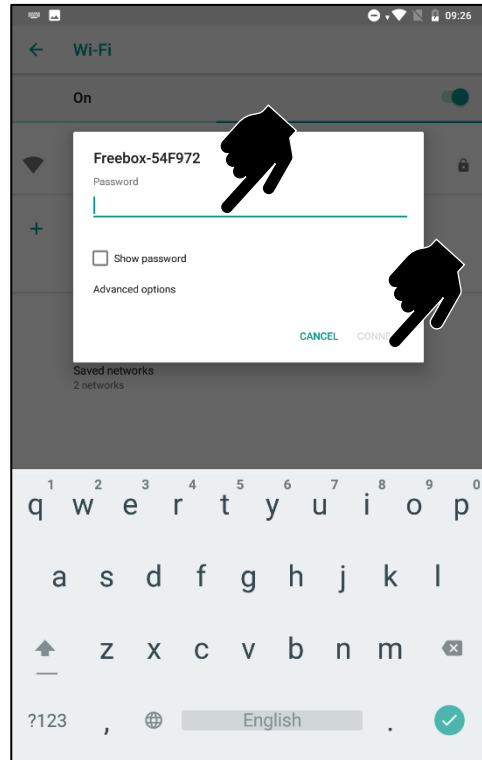 09:26
Wi-Fi
On
Freebox-54F972
Password
Show password
Advanced options
CANCEL CONNE
Saved networks
2 networks
1 2 3 4 5 6 7 8 9 0
q w e r t y u i o p
a s d f g h j k l
z x c v b n m
?123 , English .